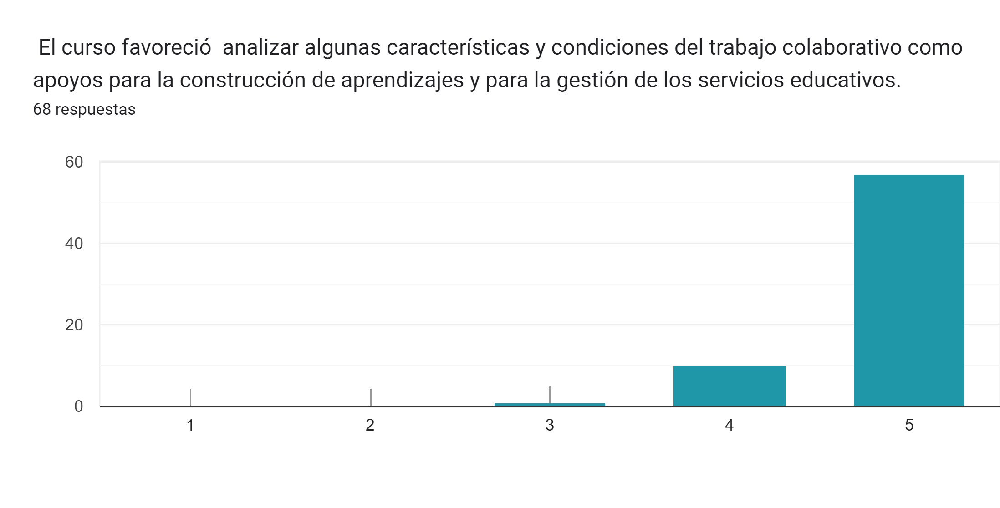 El curso favoreció  analizar algunas características y condiciones del trabajo colaborativo como
apoyos para la construcción de aprendizajes y para la gestión de los servicios educativos.
68 respuestas
60
40
20
0
1 2 3 4 5